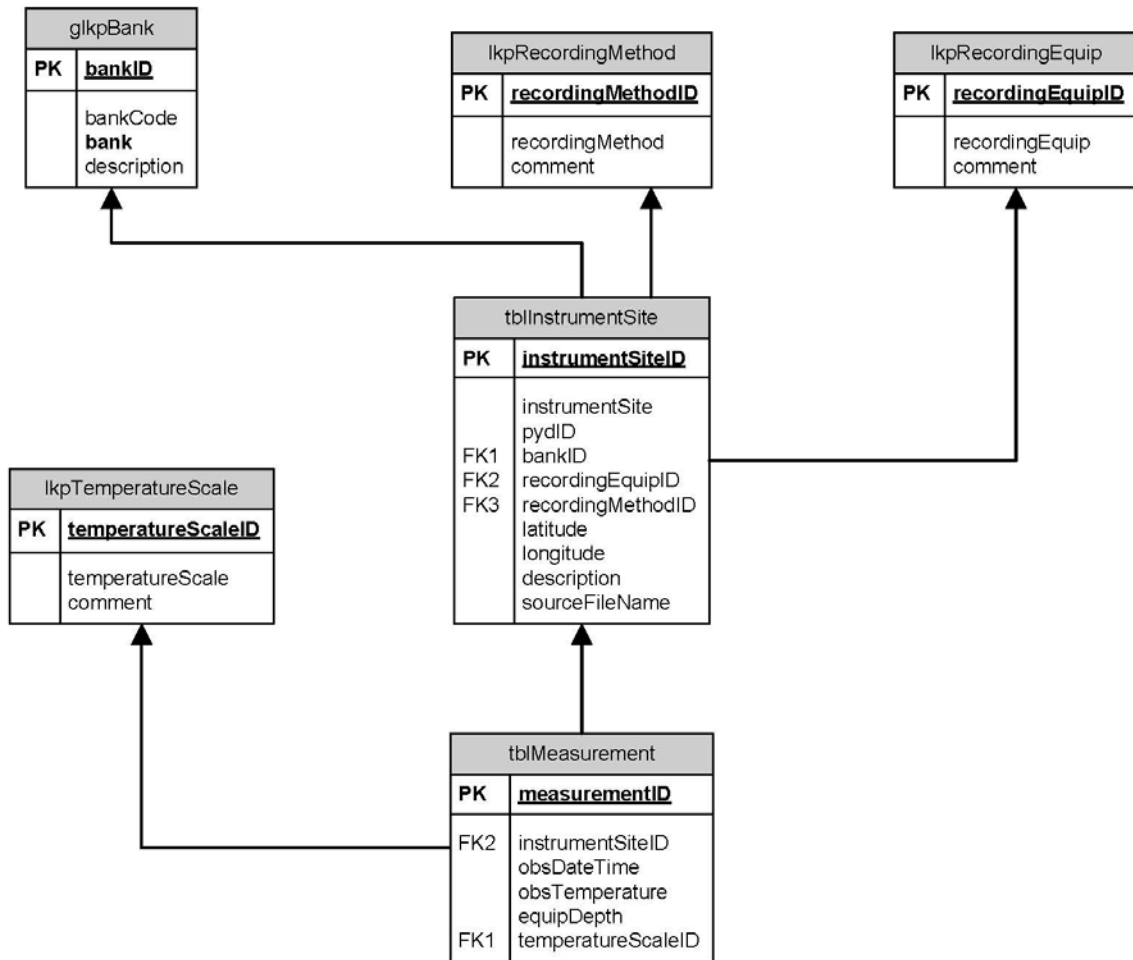 glkpBank
PK bankID
bankCode
bank
description
lkpRecordingMethod
PK recordingMethodID
recordingMethod
comment
lkpRecordingEquip
PK recordingEquipID
recordingEquip
comment
tblInstrumentSite
PK instrumentSiteID
instrumentSite
pydID
FK1 bankID
FK2 recordingEquipID
FK3 recordingMethodID
latitude
longitude
description
sourceFileName
lkpTemperatureScale
PK temperatureScaleID
temperatureScale
comment
tblMeasurement
PK measurementID
FK2 instrumentSiteID
obsDateTime
obsTemperature
equipDepth
FK1 temperatureScaleID